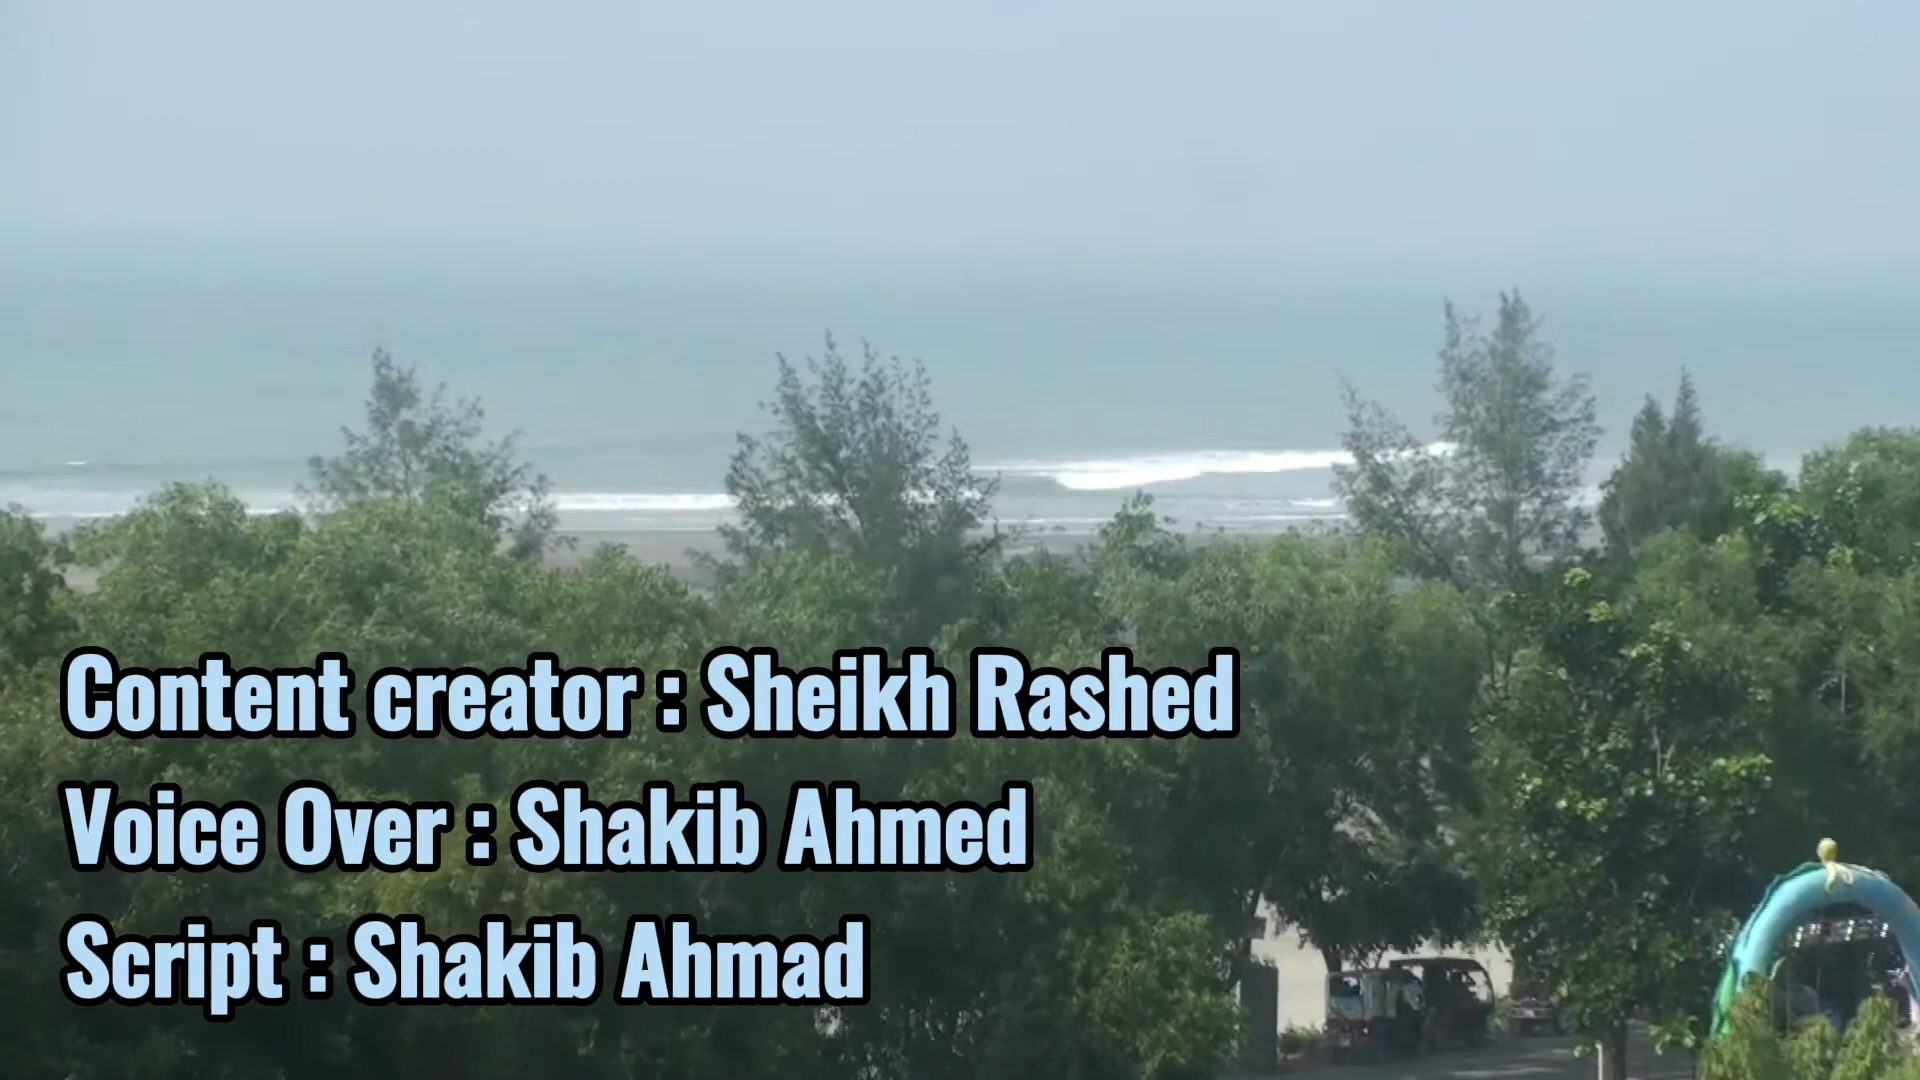 Content creator : Sheikh Rashed
Voice Over : Shakib Ahmed
Script : Shakib Ahmad